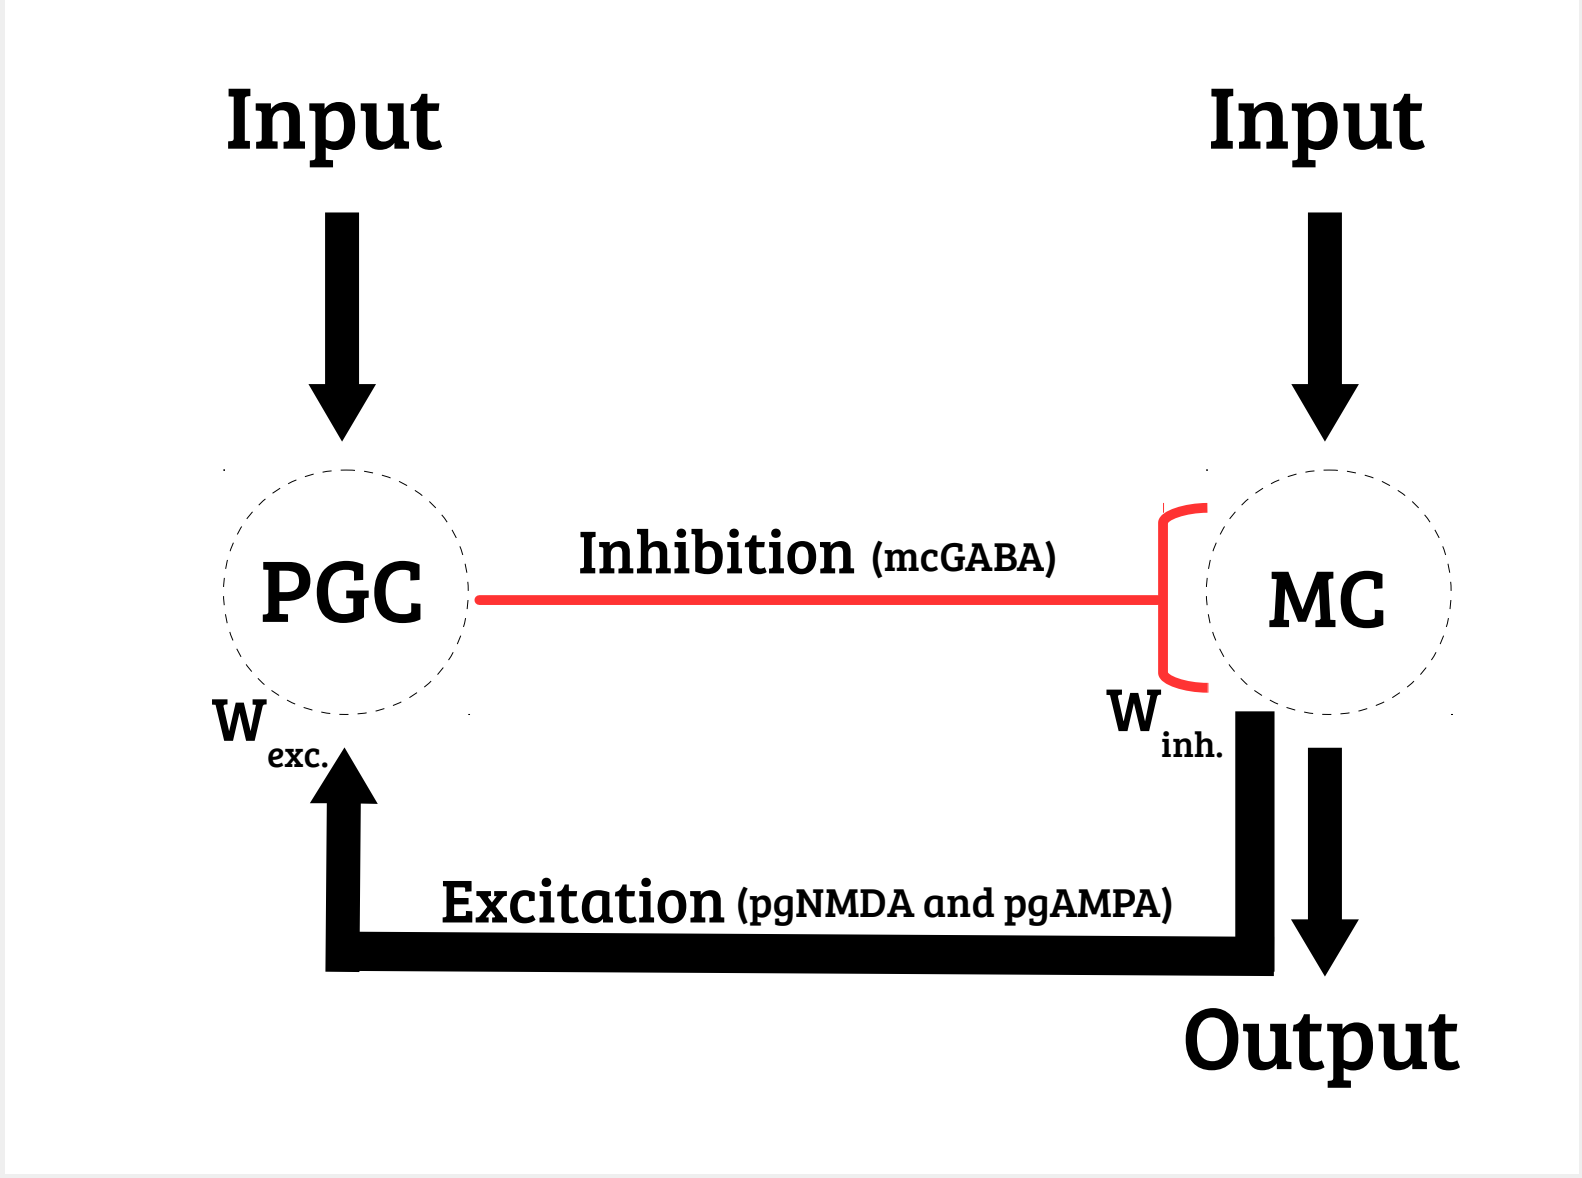 Input
Input
Inhibition (mcGABA)
PGC
MC
W inh.
W exc.
Excitation (pgNMDA and pgAMPA)
Output